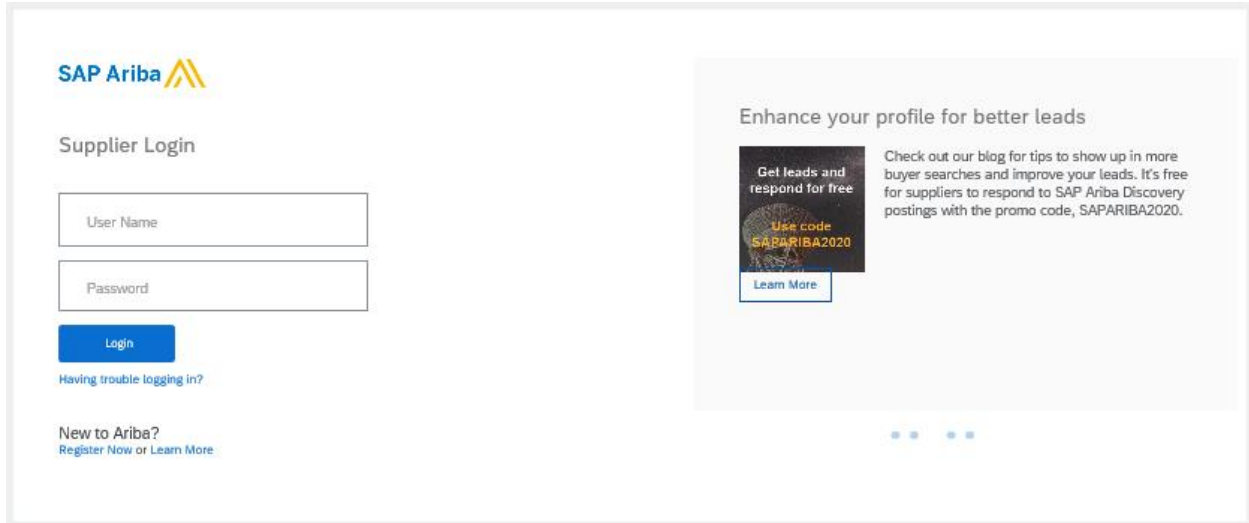 SAP Ariba
Supplier Login
User Name
Password
Login
Having trouble logging in?
New to Ariba?
Register Now or Learn More
Enhance your profile for better leads
Get leads and
respond for free
Use code
SAPARIBA2020
Check out our blog for tips to show up in more
buyer searches and improve your leads. It's free
for suppliers to respond to SAP Ariba Discovery
postings with the promo code, SAPARIBA2020.
Learn More